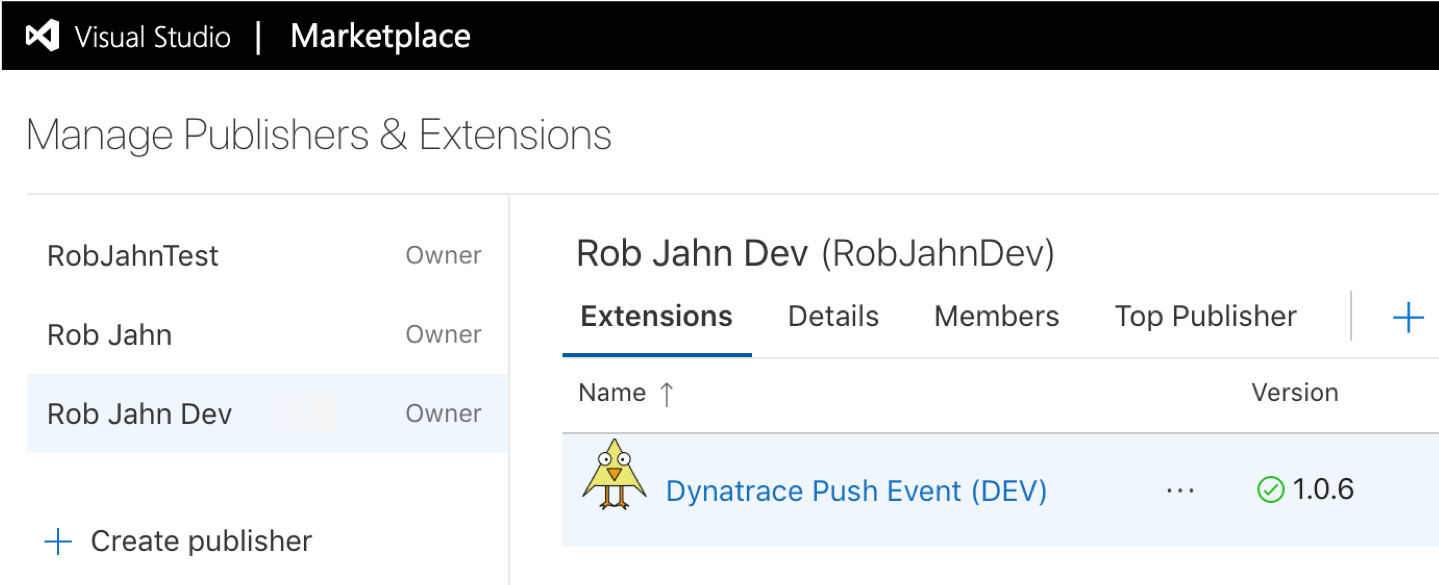 Visual Studio | Marketplace
Manage Publishers & Extensions
RobJahnTest Owner
Rob Jahn Owner
Rob Jahn Dev Owner
+ Create publisher
Rob Jahn Dev (RobJahnDev)
Extensions Details Members Top Publisher +
Name ↑ Version
Dynatrace Push Event (DEV) ... 1.0.6